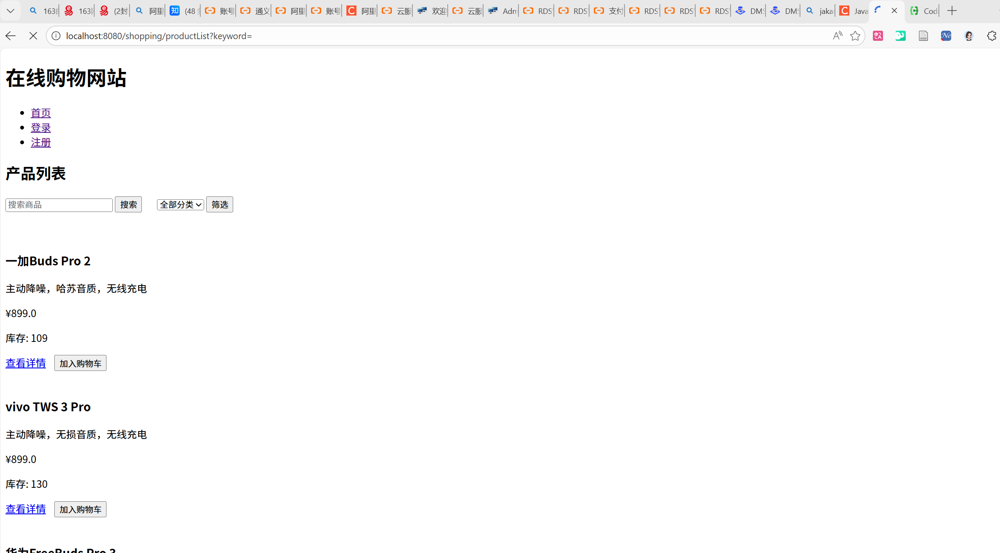 163 163 (2封 阿里 (48 账号 通义 阿里 账号 阿里 云服 欢迎 云服 Adm RDS RDS 支付 RDS RDS RDS DMS DMS jaka Java Cod
localhost:8080/shopping/productList?keyword=
在线购物网站
首页
登录
注册
产品列表
搜索商品 搜索 全部分类 筛选
一加Buds Pro 2
主动降噪，哈苏音质，无线充电
¥899.0
库存: 109
查看详情 加入购物车
vivo TWS 3 Pro
主动降噪，无损音质，无线充电
¥899.0
库存: 130
查看详情 加入购物车
华为FreeBuds Pro 3